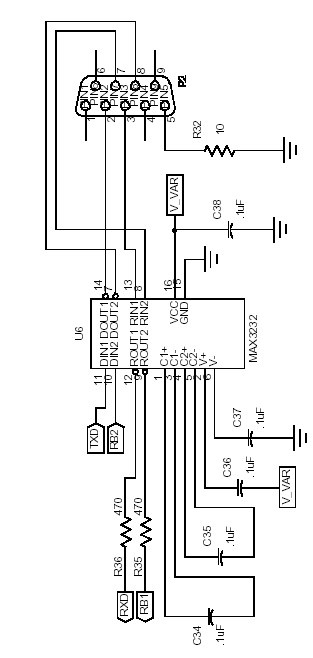 6
7
8
9
P2
PIN1
PIN6
PIN2
PIN7
PIN3
PIN8
PIN4
PIN9
PIN5
1
2
3
4
5
R32
10
V_VAR
C38
.1uF
14
7
13
8
16
15
U6
DIN1 DOUT1
DIN2 DOUT2
ROUT1 RIN1
ROUT2 RIN2
VCC
GND
C1+
C1-
C2+
C2-
V+
V-
MAX3232
11
10
12
9
1
3
4
5
2
6
TXD
RB2
C37
.1uF
C36
.1uF
V_VAR
470
470
R36
R35
C35
.1uF
RXD
RB1
C34
.1uF